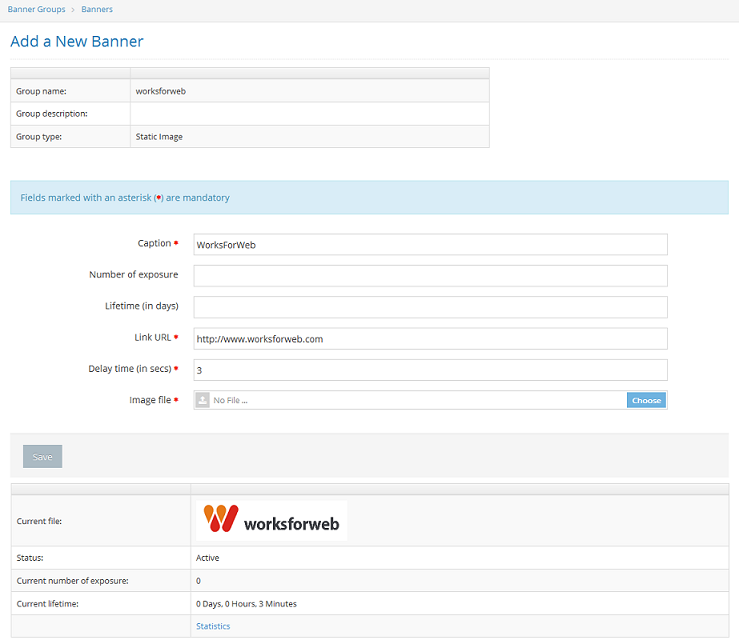 Banner Groups > Banners
Add a New Banner
Group name: worksforweb
Group description:
Group type: Static Image
Fields marked with an asterisk (*) are mandatory
Caption * WorksForWeb
Number of exposure
Lifetime (in days)
Link URL * http://www.worksforweb.com
Delay time (in secs) * 3
Image file * No File ... Choose
Save
Current file: worksforweb
Status: Active
Current number of exposure: 0
Current lifetime: 0 Days, 0 Hours, 3 Minutes
Statistics